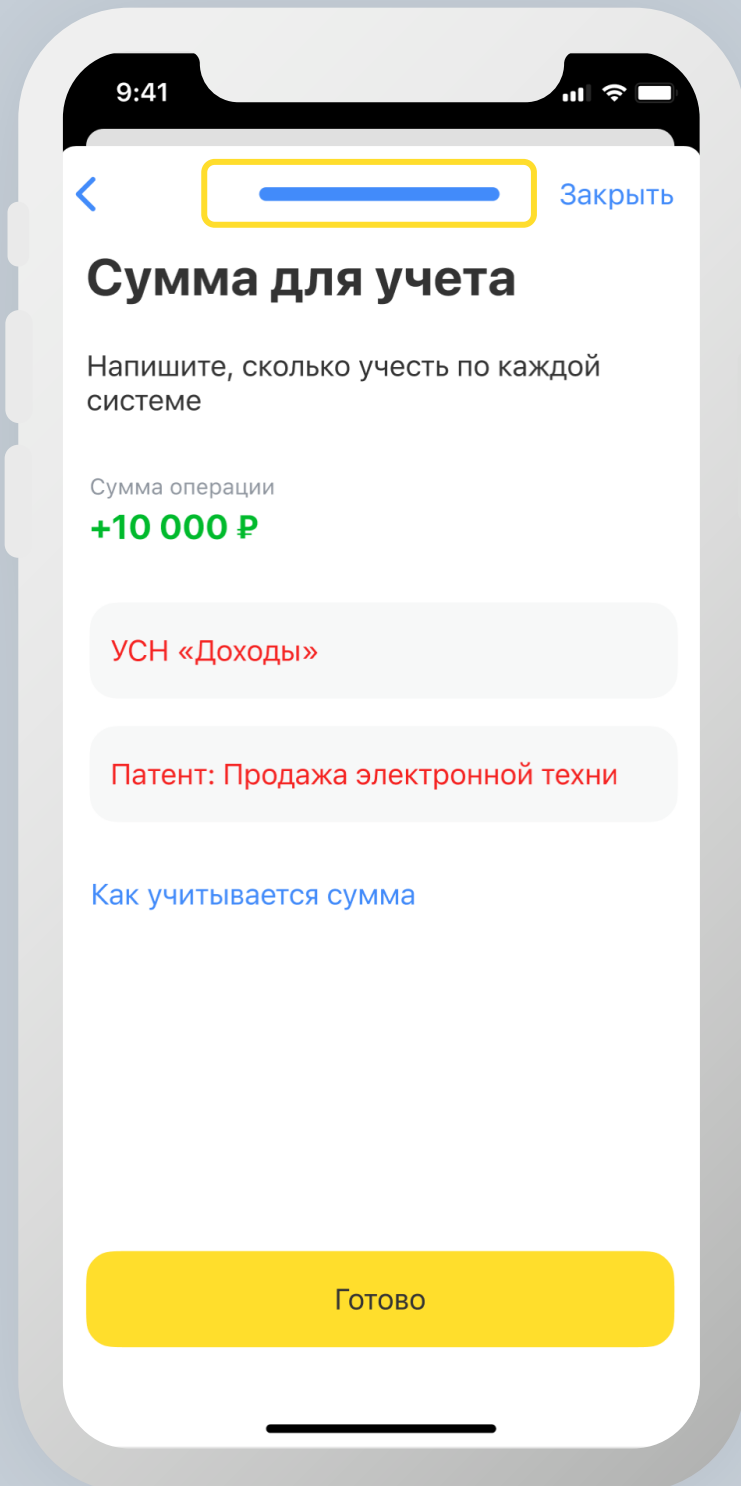 9:41
Закрыть
Сумма для учета
Напишите, сколько учесть по каждой
системе
Сумма операции
+10 000 ₽
УСН «Доходы»
Патент: Продажа электронной техни
Как учитывается сумма
Готово